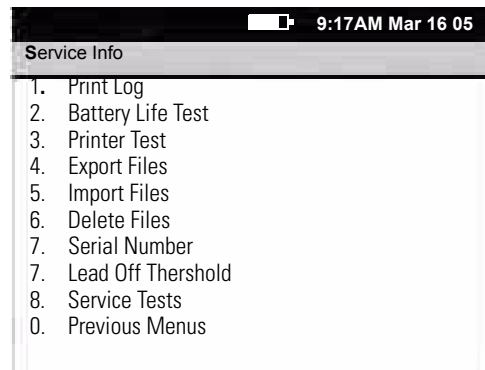 9:17AM Mar 16 05
Service Info
1. Print Log
2. Battery Life Test
3. Printer Test
4. Export Files
5. Import Files
6. Delete Files
7. Serial Number
7. Lead Off Thershold
8. Service Tests
0. Previous Menus